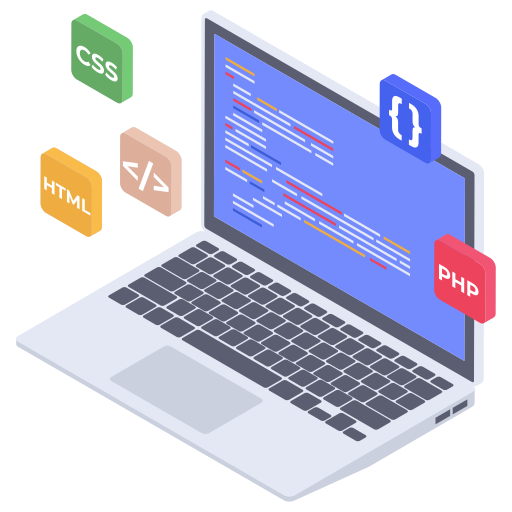 CSS
{}
</>
HTML
PHP